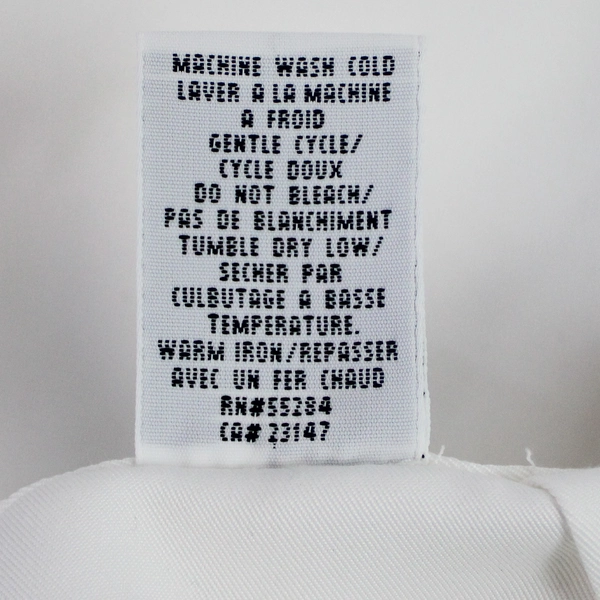 MACHINE WASH COLD
LAVER A LA MACHINE
A FROID
GENTLE CYCLE/
CYCLE DOUX
DO NOT BLEACH/
PAS DE BLANCHIMENT
TUMBLE DRY LOW/
SECHER PAR
CULBUTAGE A BASSE
TEMPERATURE.
WARM IRON/REPASSER
AVEC UN FER CHAUD
RN#55284
CA#23147